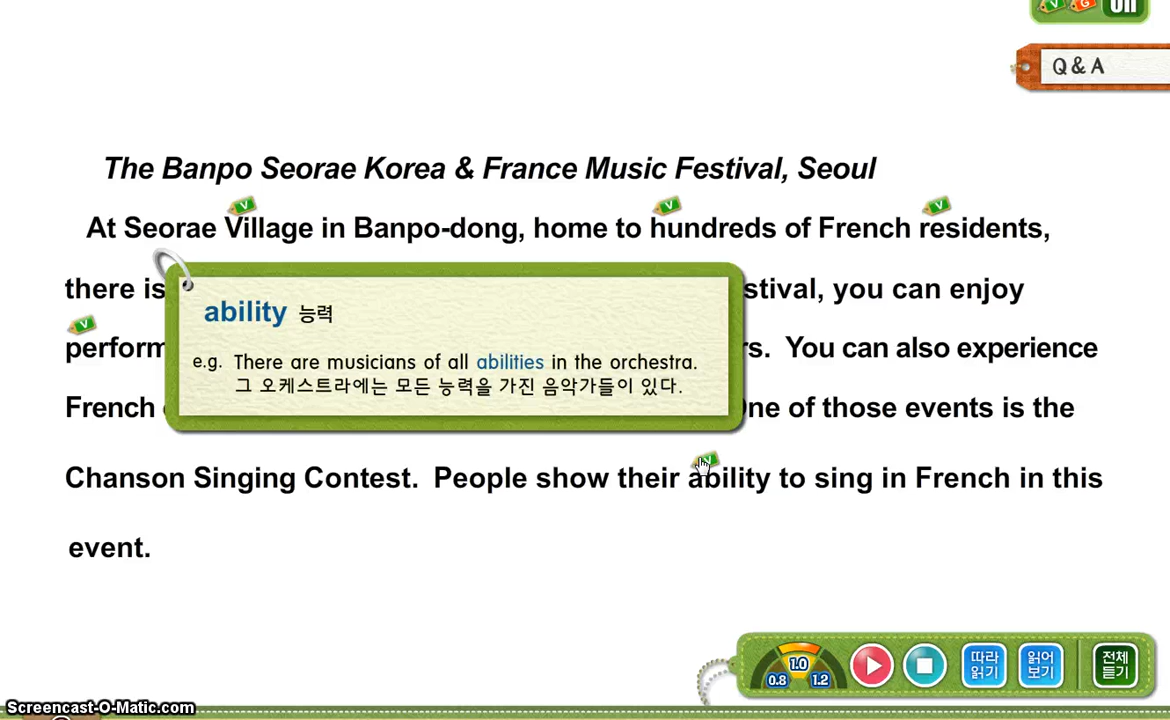 V G On
Q & A
The Banpo Seorae Korea & France Music Festival, Seoul
V V V
At Seorae Village in Banpo-dong, home to hundreds of French residents,
there is stival, you can enjoy
ability 능력
V
perform rs. You can also experience
e.g. There are musicians of all abilities in the orchestra.
그 오케스트라에는 모든 능력을 가진 음악가들이 있다.
French ne of those events is the
Chanson Singing Contest. People show their ability to sing in French in this
event.
0.8 1.0 1.2
따라 읽기
읽어 보기
전체 듣기
Screencast-O-Matic.com